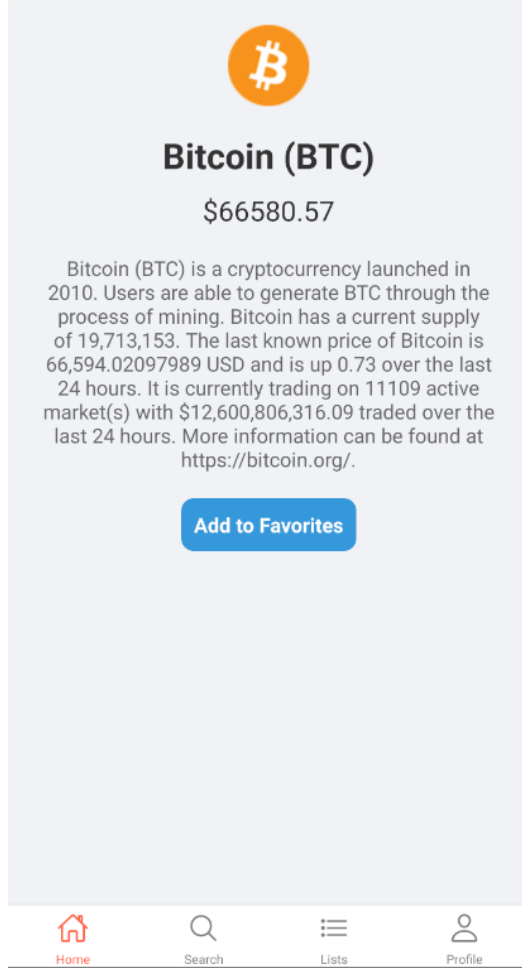 Bitcoin (BTC)
$66580.57
Bitcoin (BTC) is a cryptocurrency launched in
2010. Users are able to generate BTC through the
process of mining. Bitcoin has a current supply
of 19,713,153. The last known price of Bitcoin is
66,594.02097989 USD and is up 0.73 over the last
24 hours. It is currently trading on 11109 active
market(s) with $12,600,806,316.09 traded over the
last 24 hours. More information can be found at
https://bitcoin.org/.
Add to Favorites
Home
Search
Lists
Profile